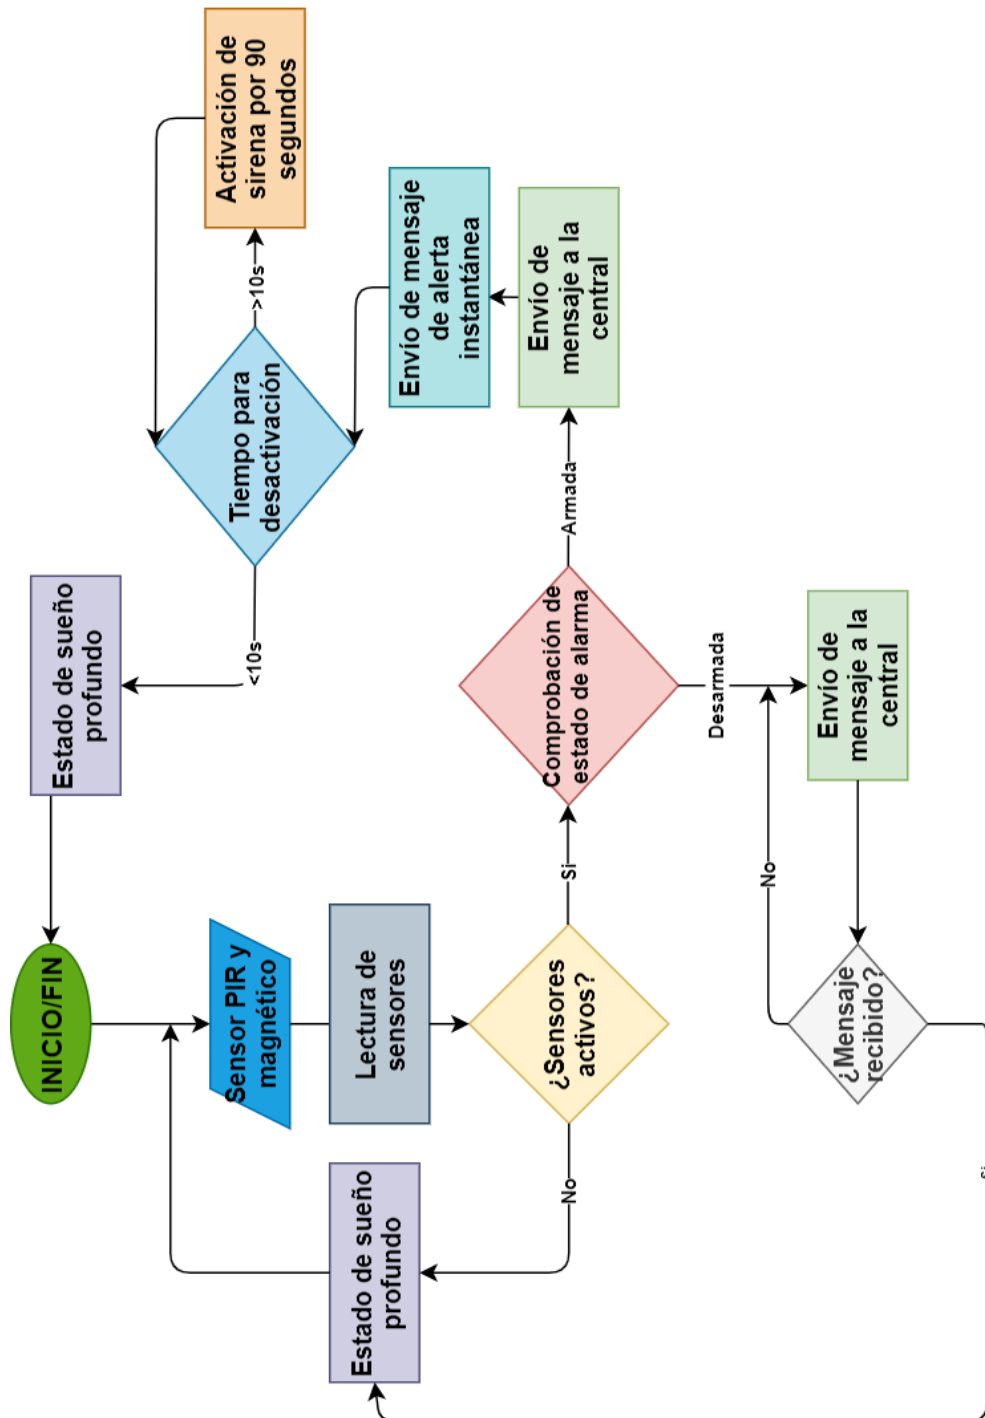 INICIO/FIN
Sensor PIR y
magnético
Lectura de
sensores
¿Sensores
activos?
No
Estado de sueño
profundo
Si
Comprobación de
estado de alarma
Armada
Envío de
mensaje a la
central
Envío de mensaje
de alerta
instantánea
Tiempo para
desactivación
>10s
Activación de
sirena por 90
segundos
<10s
Estado de sueño
profundo
Desarmada
Envío de
mensaje a la
central
¿Mensaje
recibido?
No